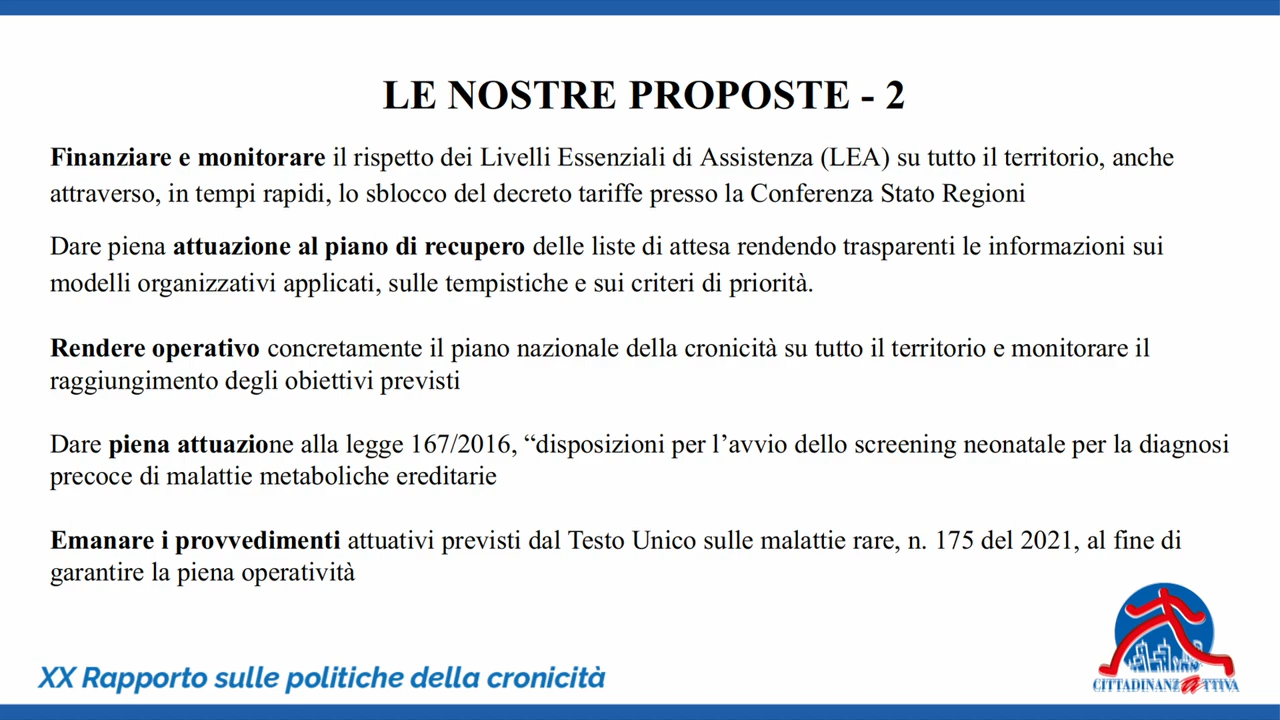 LE NOSTRE PROPOSTE - 2
Finanziare e monitorare il rispetto dei Livelli Essenziali di Assistenza (LEA) su tutto il territorio, anche
attraverso, in tempi rapidi, lo sblocco del decreto tariffe presso la Conferenza Stato Regioni
Dare piena attuazione al piano di recupero delle liste di attesa rendendo trasparenti le informazioni sui
modelli organizzativi applicati, sulle tempistiche e sui criteri di priorità.
Rendere operativo concretamente il piano nazionale della cronicità su tutto il territorio e monitorare il
raggiungimento degli obiettivi previsti
Dare piena attuazione alla legge 167/2016, “disposizioni per l’avvio dello screening neonatale per la diagnosi
precoce di malattie metaboliche ereditarie
Emanare i provvedimenti attuativi previsti dal Testo Unico sulle malattie rare, n. 175 del 2021, al fine di
garantire la piena operatività
XX Rapporto sulle politiche della cronicità
CITTADINANZATTIVA